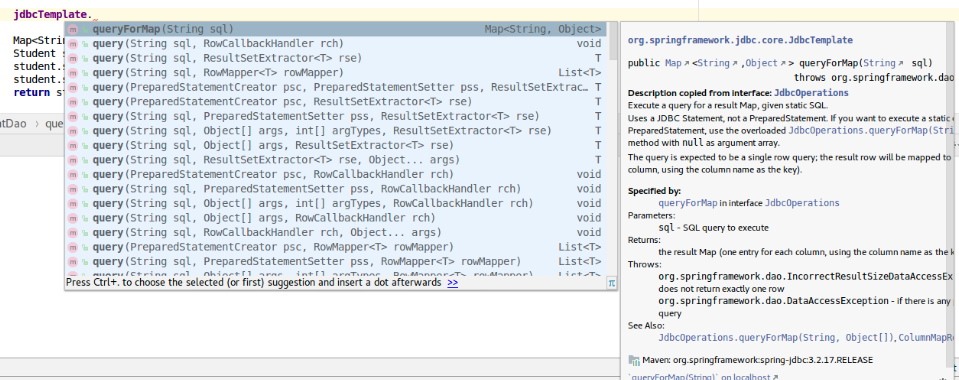 jdbcTemplate.
Map<Strin
Student s
student.s
student.s
return st
ntDao > que
queryForMap(String sql) Map<String, Object>
query(String sql, RowCallbackHandler rch) void
query(String sql, ResultSetExtractor<T> rse) T
query(String sql, RowMapper<T> rowMapper) List<T>
query(PreparedStatementCreator psc, PreparedStatementSetter pss, ResultSetExtrac… T
query(PreparedStatementCreator psc, ResultSetExtractor<T> rse) T
query(String sql, PreparedStatementSetter pss, ResultSetExtractor<T> rse) T
query(String sql, Object[] args, int[] argTypes, ResultSetExtractor<T> rse) T
query(String sql, Object[] args, ResultSetExtractor<T> rse) T
query(String sql, ResultSetExtractor<T> rse, Object... args) T
query(PreparedStatementCreator psc, RowCallbackHandler rch) void
query(String sql, PreparedStatementSetter pss, RowCallbackHandler rch) void
query(String sql, Object[] args, int[] argTypes, RowCallbackHandler rch) void
query(String sql, Object[] args, RowCallbackHandler rch) void
query(String sql, RowCallbackHandler rch, Object... args) void
query(PreparedStatementCreator psc, RowMapper<T> rowMapper) List<T>
query(String sql, PreparedStatementSetter pss, RowMapper<T> rowMapper) List<T>
query(String sql, Object[] args, int[] argTypes, RowMapper<T> rowMapper) List<T>
Press Ctrl+. to choose the selected (or first) suggestion and insert a dot afterwards >> π
org.springframework.jdbc.core.JdbcTemplate
public Map<String,Object> queryForMap(String sql)
throws org.springframework.dao
Description copied from interface: JdbcOperations
Execute a query for a result Map, given static SQL.
Uses a JDBC Statement, not a PreparedStatement. If you want to execute a static
PreparedStatement, use the overloaded JdbcOperations.queryForMap(Stri
method with null as argument array.
The query is expected to be a single row query; the result row will be mapped to
column, using the column name as the key).
Specified by:
queryForMap in interface JdbcOperations
Parameters:
sql - SQL query to execute
Returns:
the result Map (one entry for each column, using the column name as the k
Throws:
org.springframework.dao.IncorrectResultSizeDataAccessEx
does not return exactly one row
org.springframework.dao.DataAccessException - if there is any
query
See Also:
JdbcOperations.queryForMap(String, Object[]), ColumnMapRo
Maven: org.springframework:spring-jdbc:3.2.17.RELEASE
`queryForMap(String)` on localhost